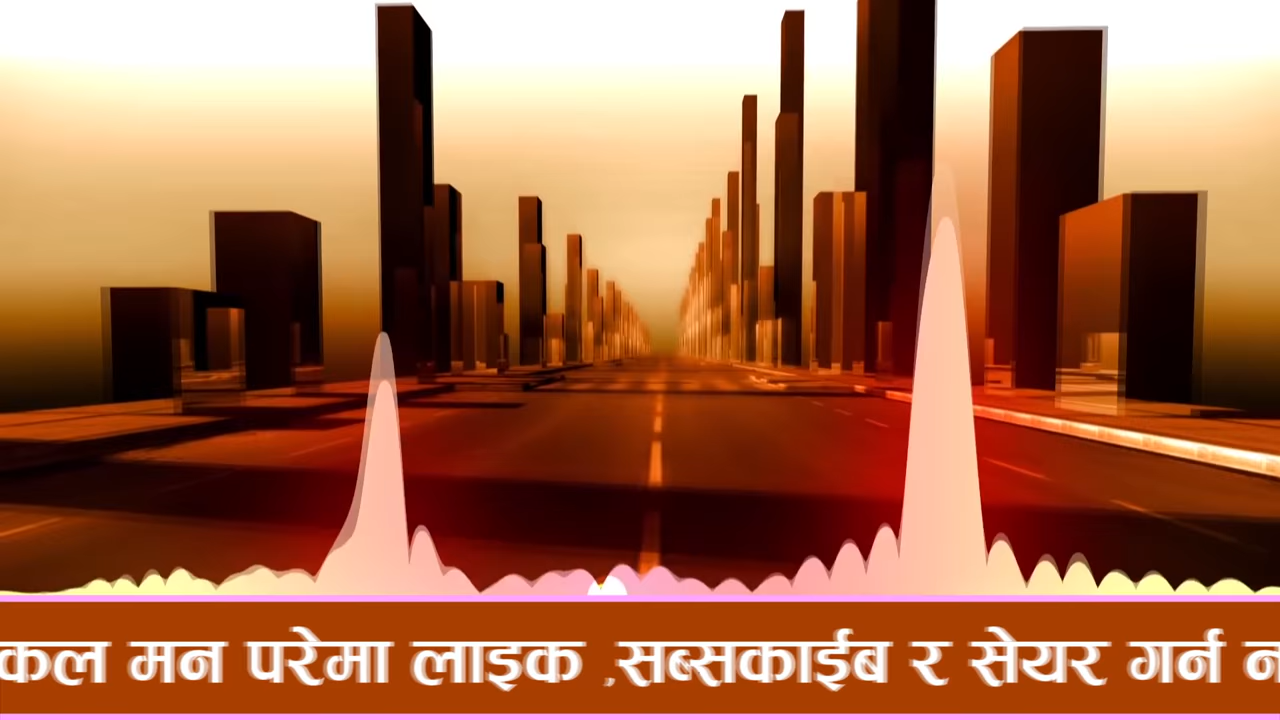 कल मन परेमा लाइक ,सब्सकाईब र सेयर गर्न न